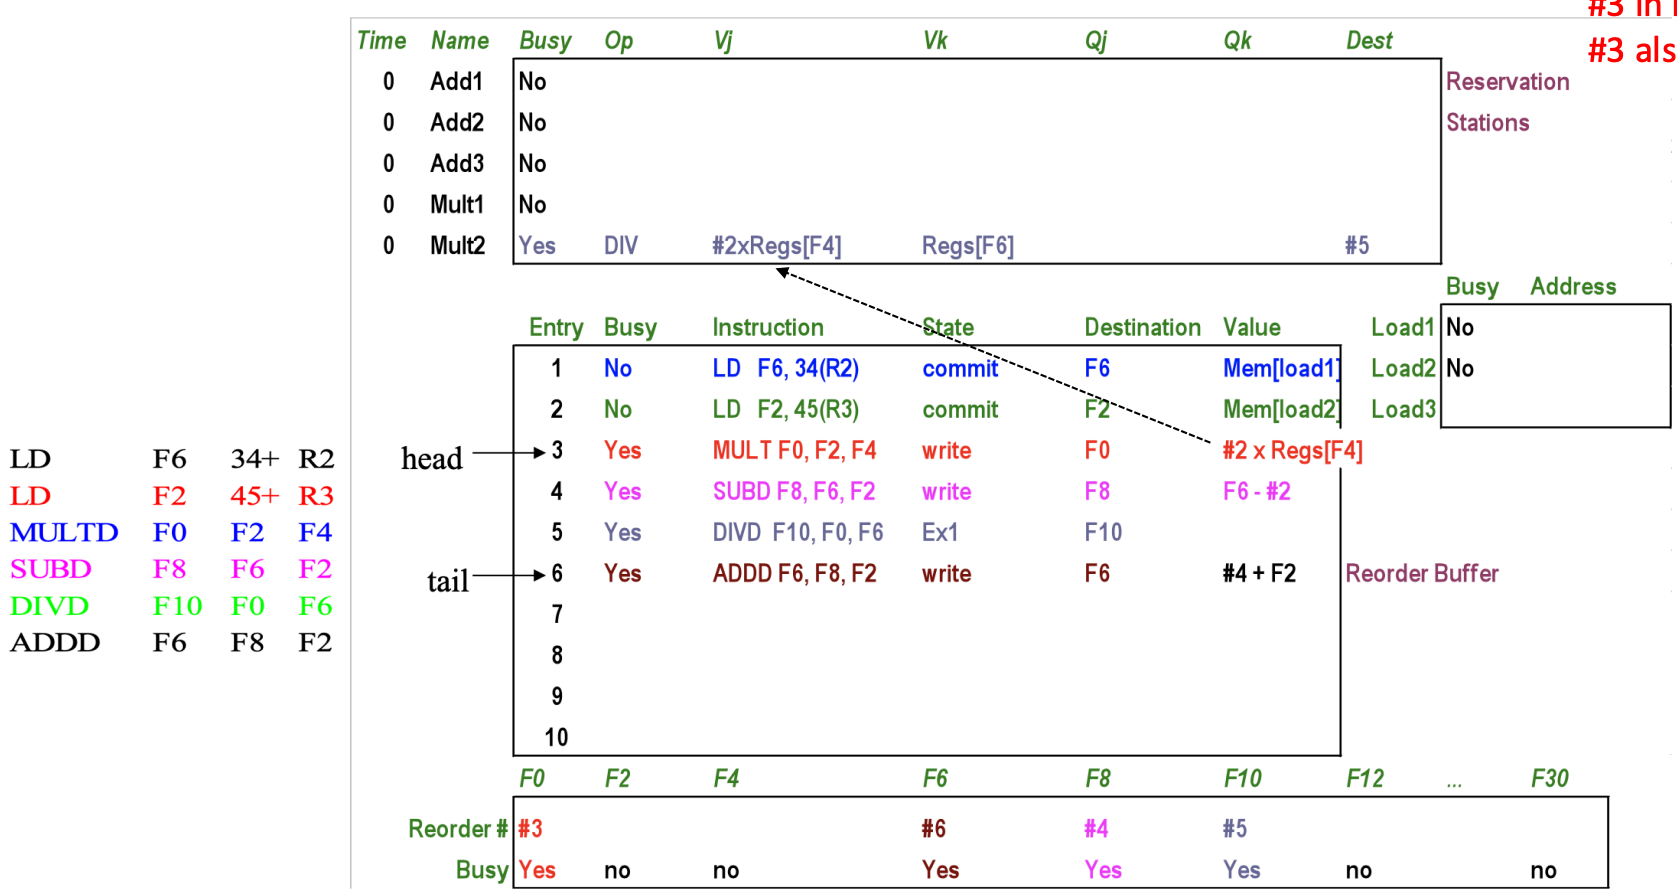 #3 in
#3 als
Time Name Busy Op Vj Vk Qj Qk Dest
0 Add1 No
Reservation
0 Add2 No
Stations
0 Add3 No
0 Mult1 No
0 Mult2 Yes DIV #2xRegs[F4] Regs[F6] #5
Busy Address
Entry Busy Instruction State Destination Value Load1 No
1 No LD F6, 34(R2) commit F6 Mem[load1] Load2 No
2 No LD F2, 45(R3) commit F2 Mem[load2] Load3
head 3 Yes MULT F0, F2, F4 write F0 #2 x Regs[F4]
4 Yes SUBD F8, F6, F2 write F8 F6 - #2
5 Yes DIVD F10, F0, F6 Ex1 F10
tail 6 Yes ADDD F6, F8, F2 write F6 #4 + F2 Reorder Buffer
7
8
9
10
LD F6 34+ R2
LD F2 45+ R3
MULTD F0 F2 F4
SUBD F8 F6 F2
DIVD F10 F0 F6
ADDD F6 F8 F2
F0 F2 F4 F6 F8 F10 F12 ... F30
Reorder # #3 #6 #4 #5
Busy Yes no no Yes Yes Yes no no